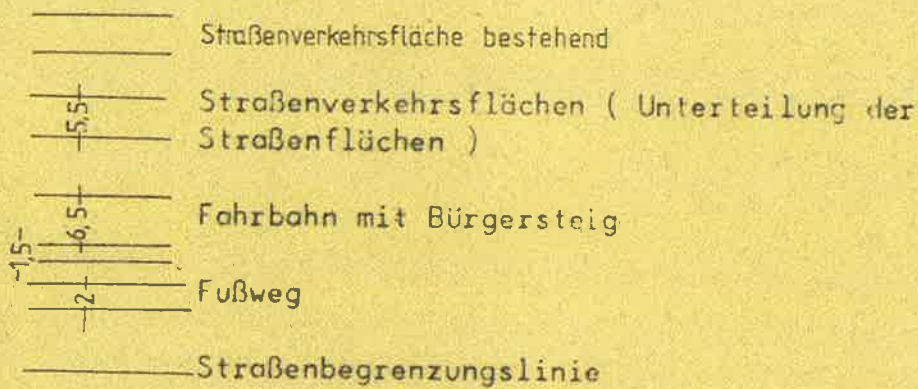 Straßenverkehrsfläche bestehend
5,5 Straßenverkehrsflächen ( Unterteilung der
Straßenflächen )
6,5 Fahrbahn mit Bürgersteig
1,5
2 Fußweg
Straßenbegrenzungslinie